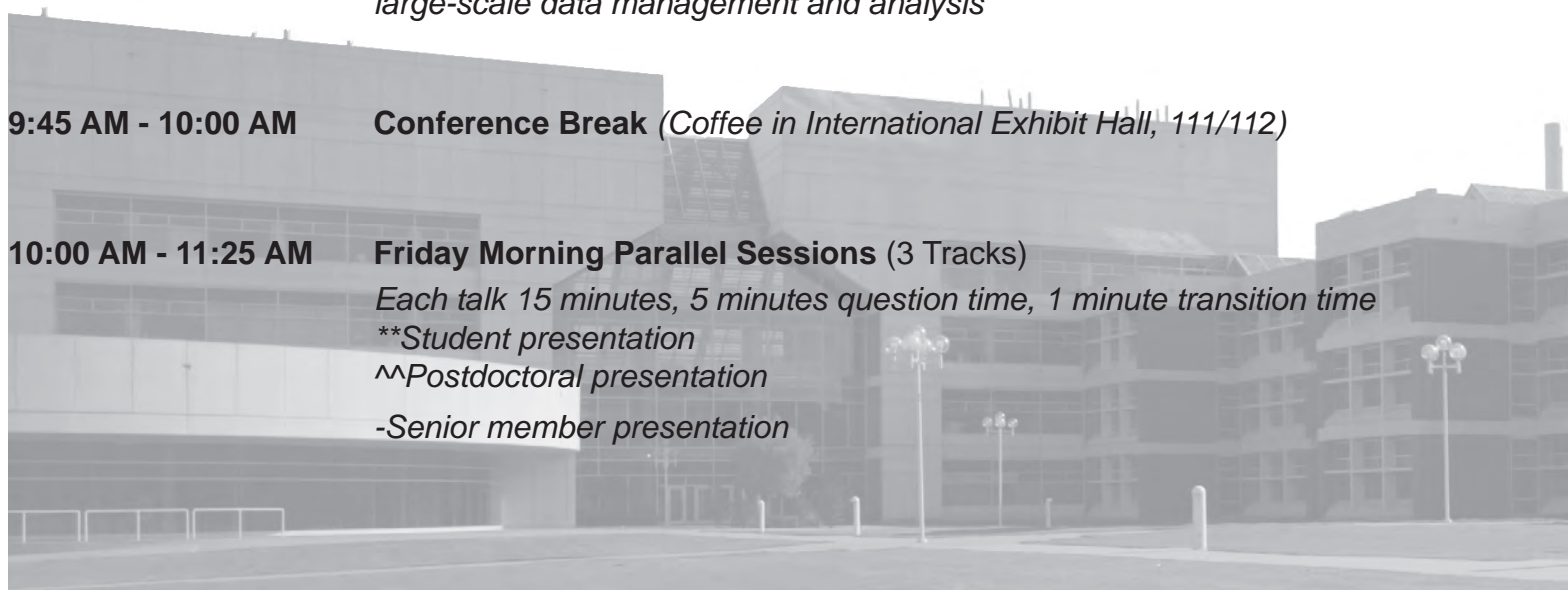 large-scale data management and analysis
9:45 AM - 10:00 AM Conference Break (Coffee in International Exhibit Hall, 111/112)
10:00 AM - 11:25 AM Friday Morning Parallel Sessions (3 Tracks)
Each talk 15 minutes, 5 minutes question time, 1 minute transition time
**Student presentation
^^Postdoctoral presentation
-Senior member presentation